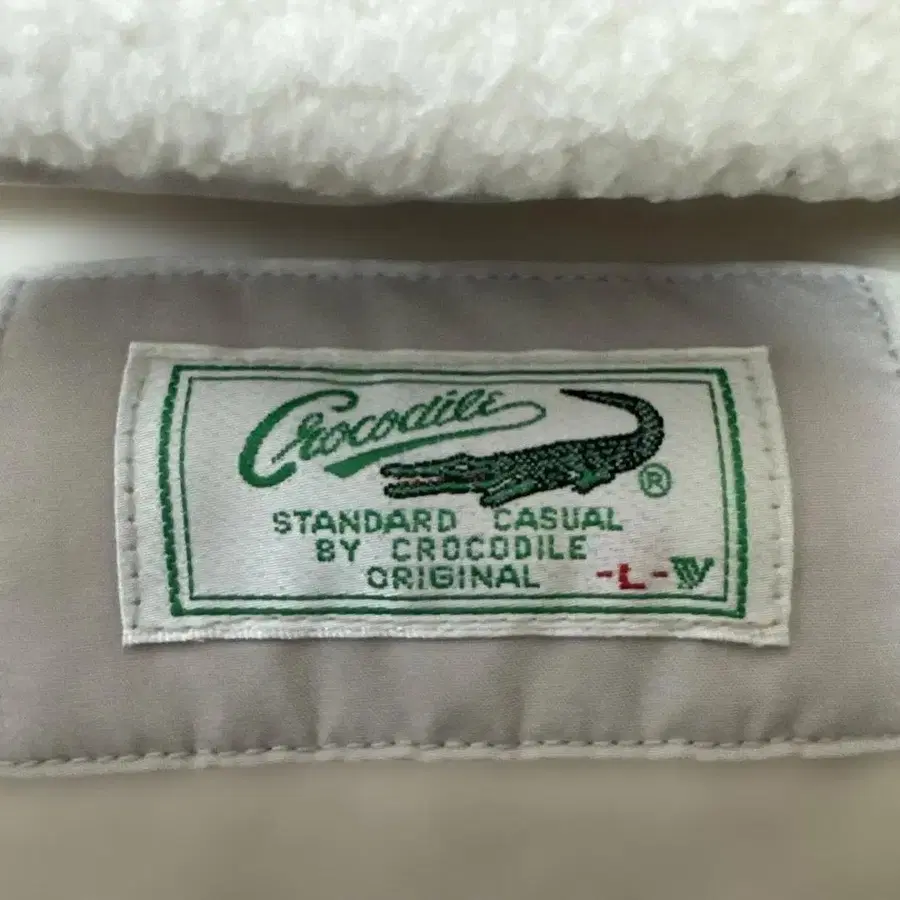 Crocodile
®
STANDARD CASUAL
BY CROCODILE
ORIGINAL -L-